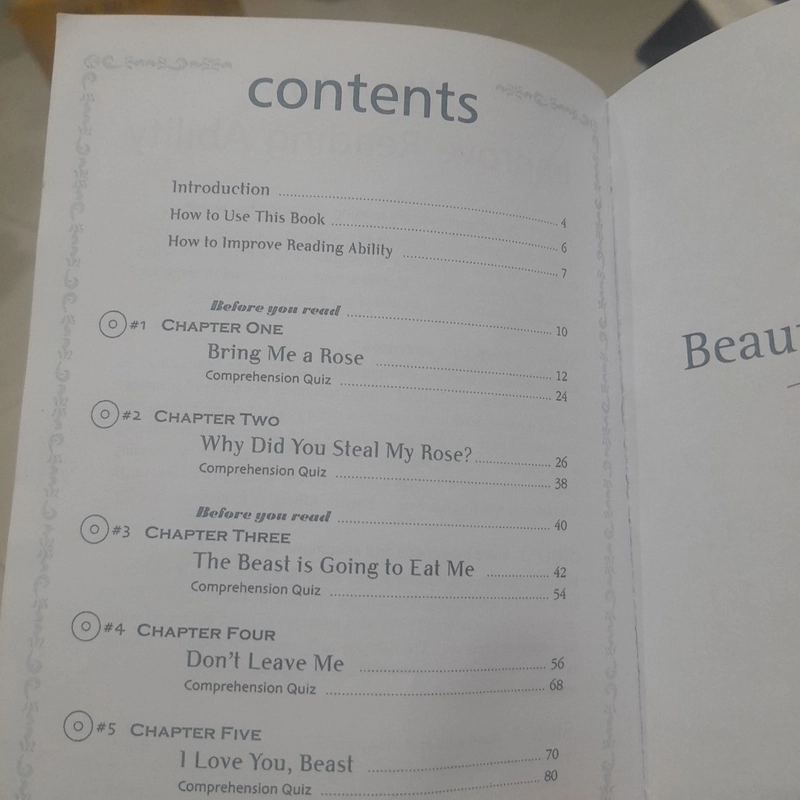 contents
Introduction 4
How to Use This Book 6
How to Improve Reading Ability 7
Before you read 10
#1 CHAPTER ONE
Bring Me a Rose 12
Comprehension Quiz 24
#2 CHAPTER TWO
Why Did You Steal My Rose? 26
Comprehension Quiz 38
Before you read 40
#3 CHAPTER THREE
The Beast is Going to Eat Me 42
Comprehension Quiz 54
#4 CHAPTER FOUR
Don't Leave Me 56
Comprehension Quiz 68
#5 CHAPTER FIVE
I Love You, Beast 70
Comprehension Quiz 80
Beau